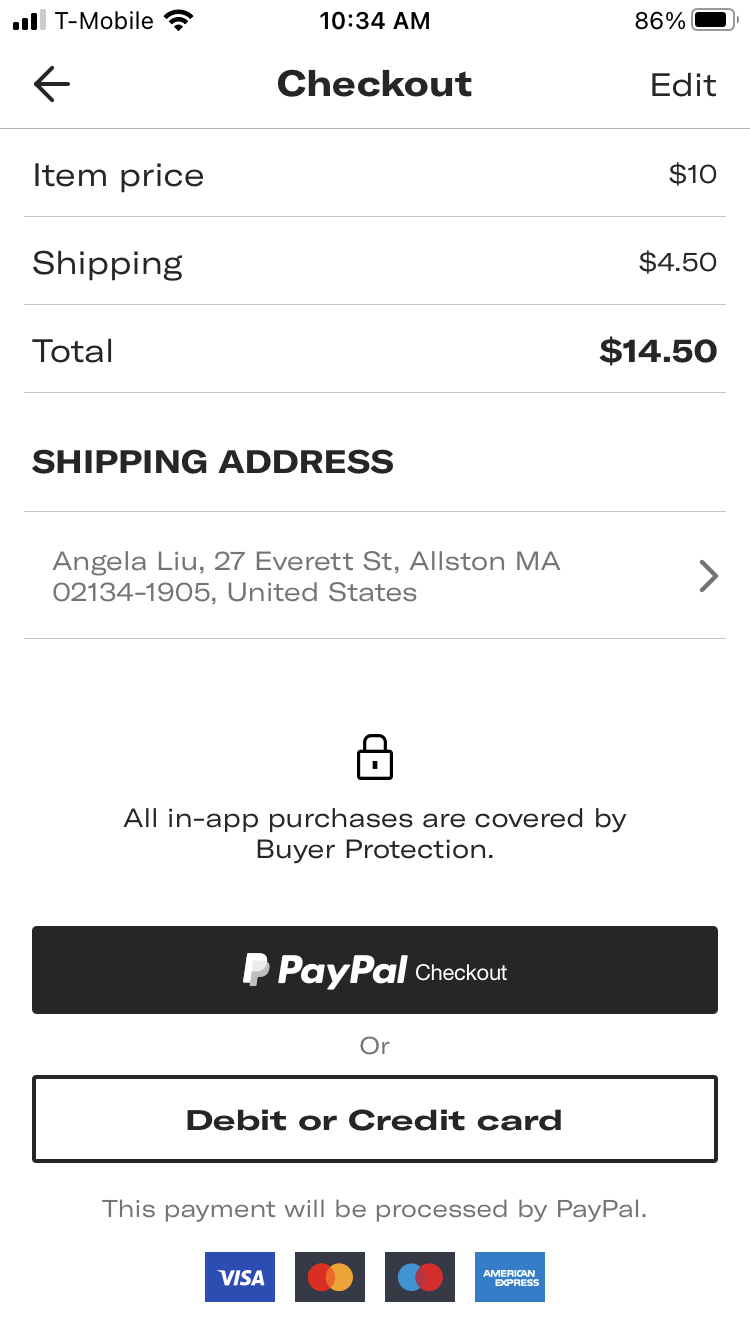 T-Mobile 10:34 AM 86%
Checkout Edit
Item price $10
Shipping $4.50
Total $14.50
SHIPPING ADDRESS
Angela Liu, 27 Everett St, Allston MA
02134-1905, United States
All in-app purchases are covered by
Buyer Protection.
PayPal Checkout
Or
Debit or Credit card
This payment will be processed by PayPal.
VISA AMERICAN
EXPRESS